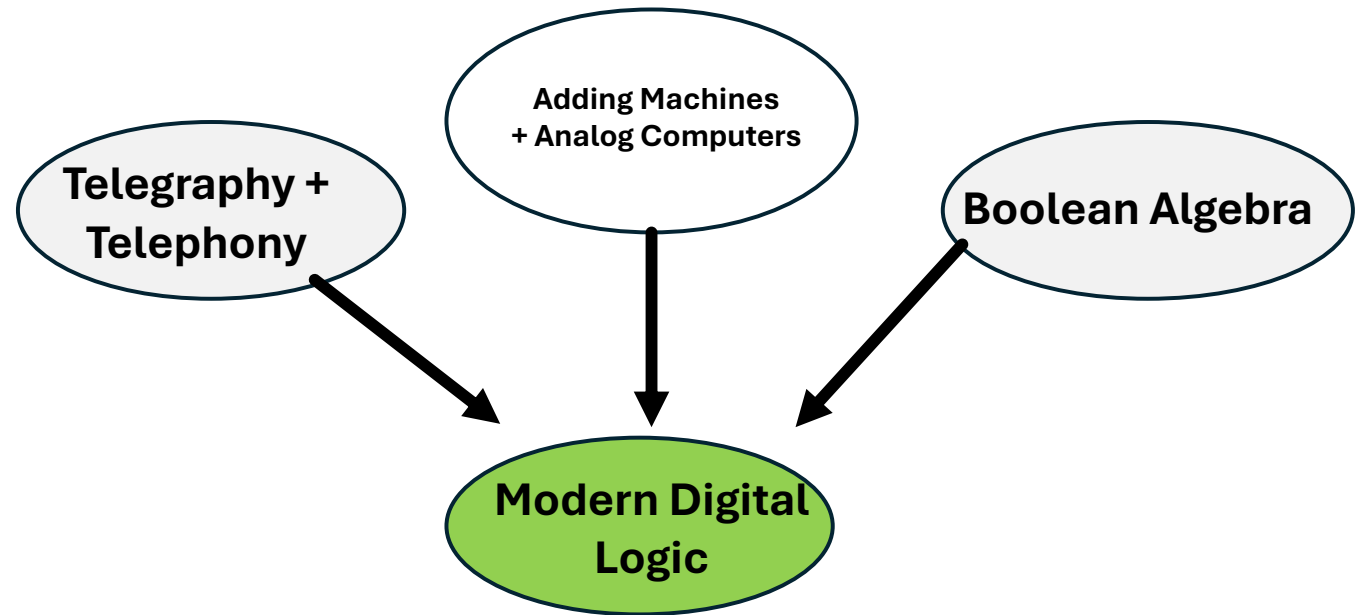 Adding Machines
+ Analog Computers
Telegraphy +
Telephony
Boolean Algebra
Modern Digital
Logic